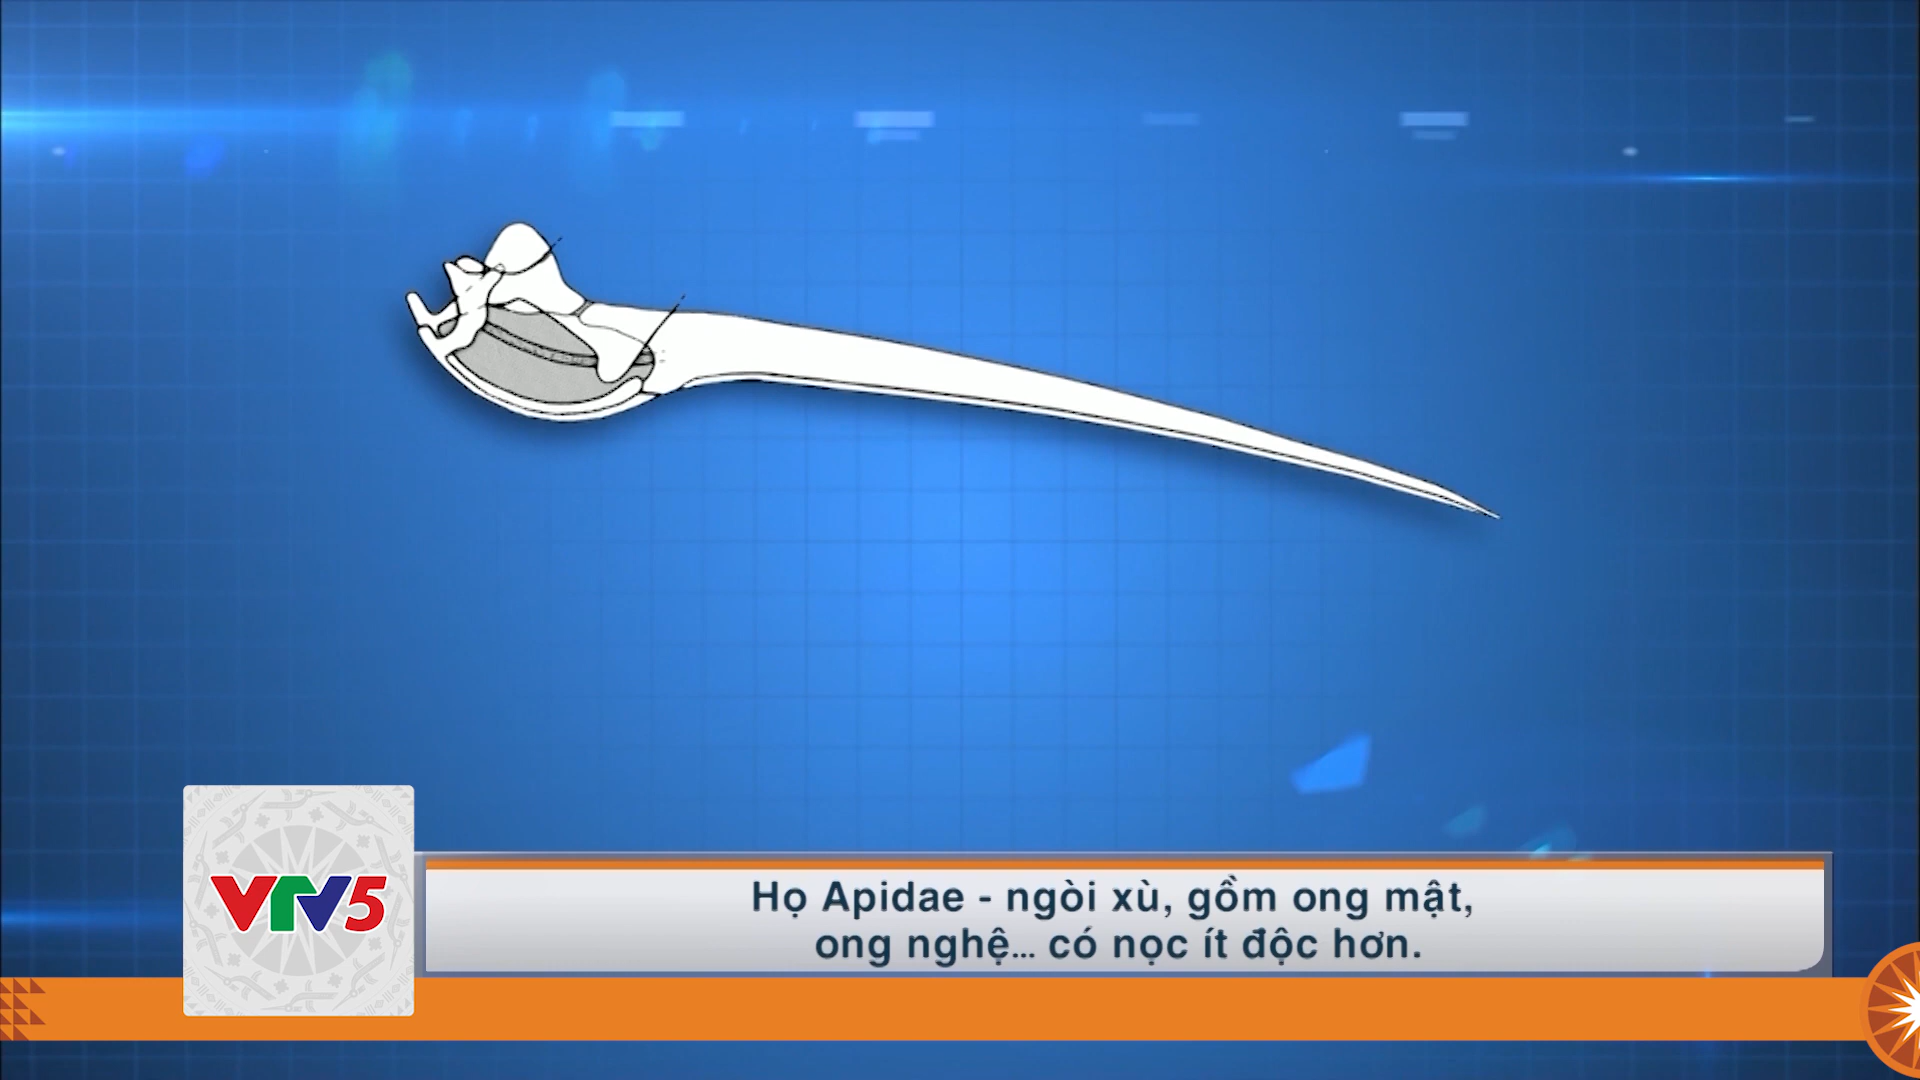 VTV5
Họ Apidae - ngòi xù, gồm ong mật,
ong nghệ... có nọc ít độc hơn.